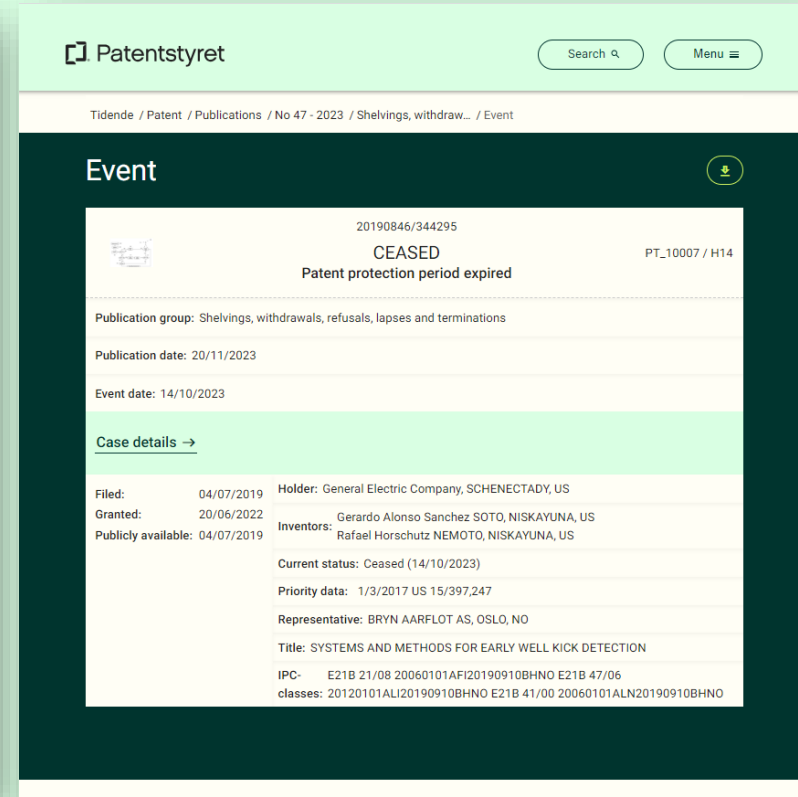 Patentstyret
Search
Menu
Tidende / Patent / Publications / No 47 - 2023 / Shelvings, withdraw... / Event
Event
20190846/344295
CEASED
Patent protection period expired
PT_10007 / H14
Publication group: Shelvings, withdrawals, refusals, lapses and terminations
Publication date: 20/11/2023
Event date: 14/10/2023
Case details →
Filed: 04/07/2019
Granted: 20/06/2022
Publicly available: 04/07/2019
Holder: General Electric Company, SCHENECTADY, US
Inventors: Gerardo Alonso Sanchez SOTO, NISKAYUNA, US
Rafael Horschutz NEMOTO, NISKAYUNA, US
Current status: Ceased (14/10/2023)
Priority data: 1/3/2017 US 15/397,247
Representative: BRYN AARFLOT AS, OSLO, NO
Title: SYSTEMS AND METHODS FOR EARLY WELL KICK DETECTION
IPC- E21B 21/08 20060101AFI20190910BHNO E21B 47/06
classes: 20120101ALI20190910BHNO E21B 41/00 20060101ALN20190910BHNO